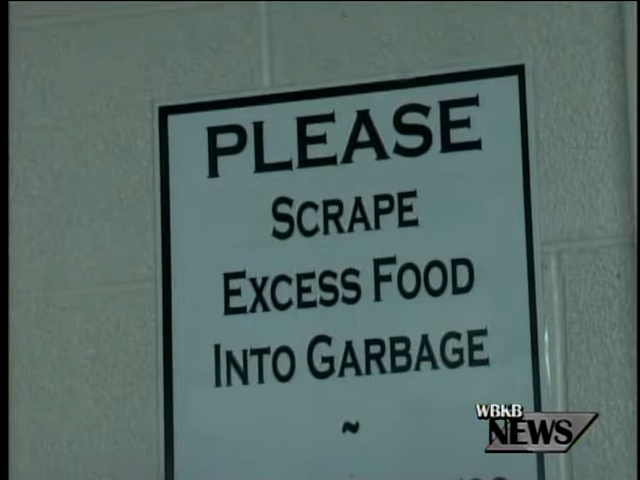 PLEASE
SCRAPE
EXCESS FOOD
INTO GARBAGE
~
WBKB
NEWS